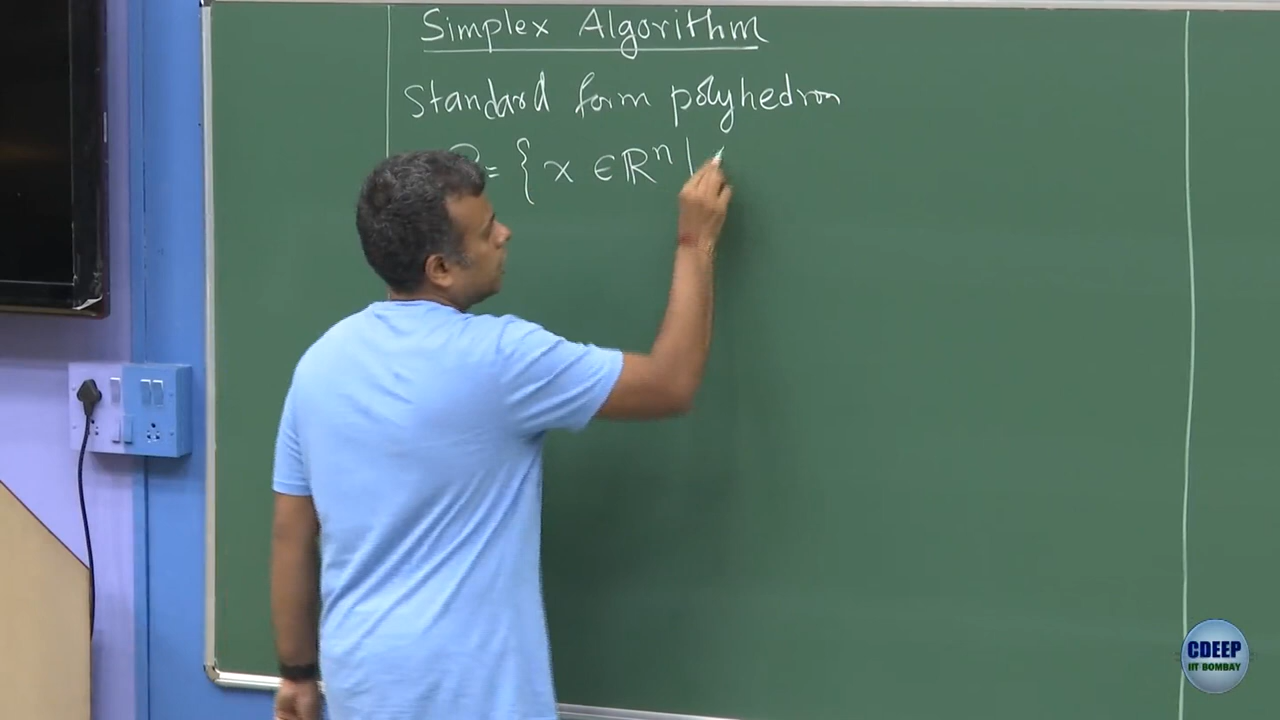 Simplex Algorithm
Standard form polyhedron
P = { x ∈ ℝⁿ |
CDEEP
IIT BOMBAY